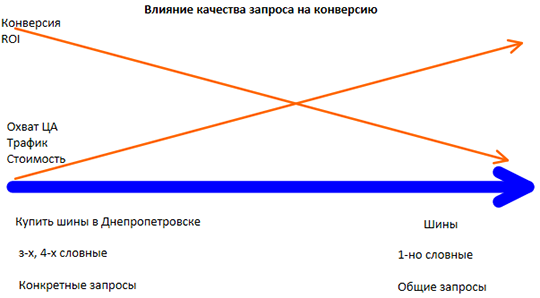 Влияние качества запроса на конверсию
Конверсия
ROI
Охват ЦА
Трафик
Стоимость
Купить шины в Днепропетровске
Шины
з-х, 4-х словные
1-но словные
Конкретные запросы
Общие запросы